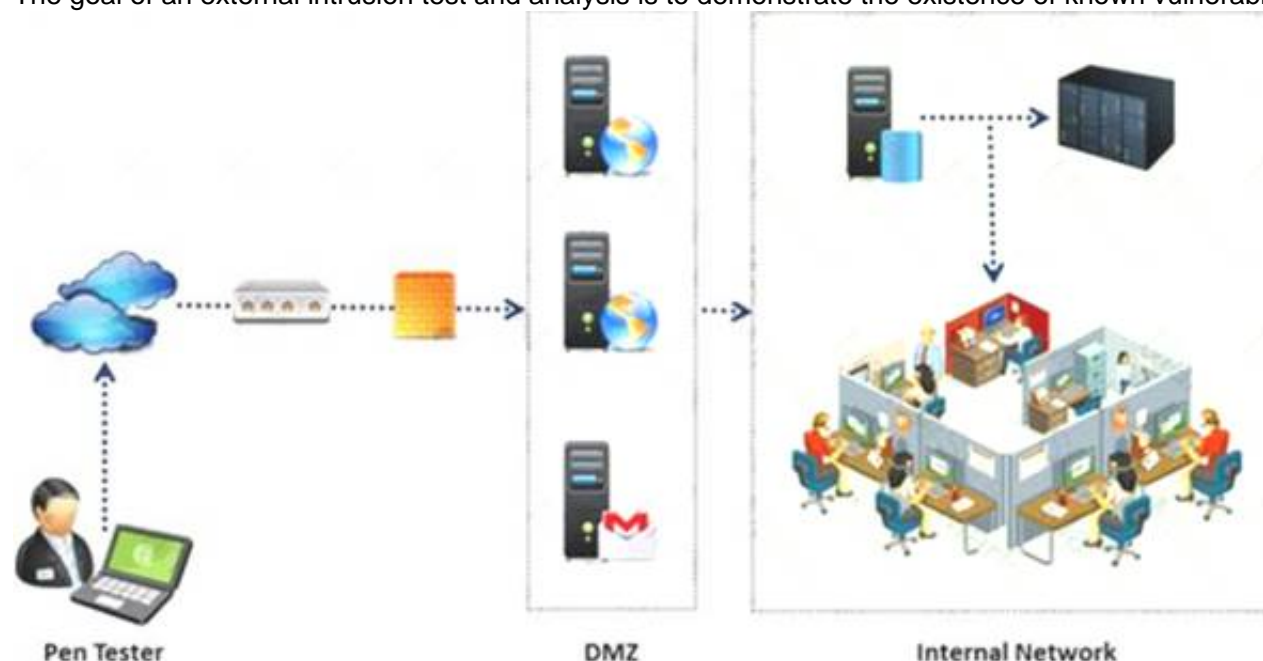 The goal of an external intrusion test and analysis is to demonstrate the existence of known
Pen Tester
DMZ
Internal Network